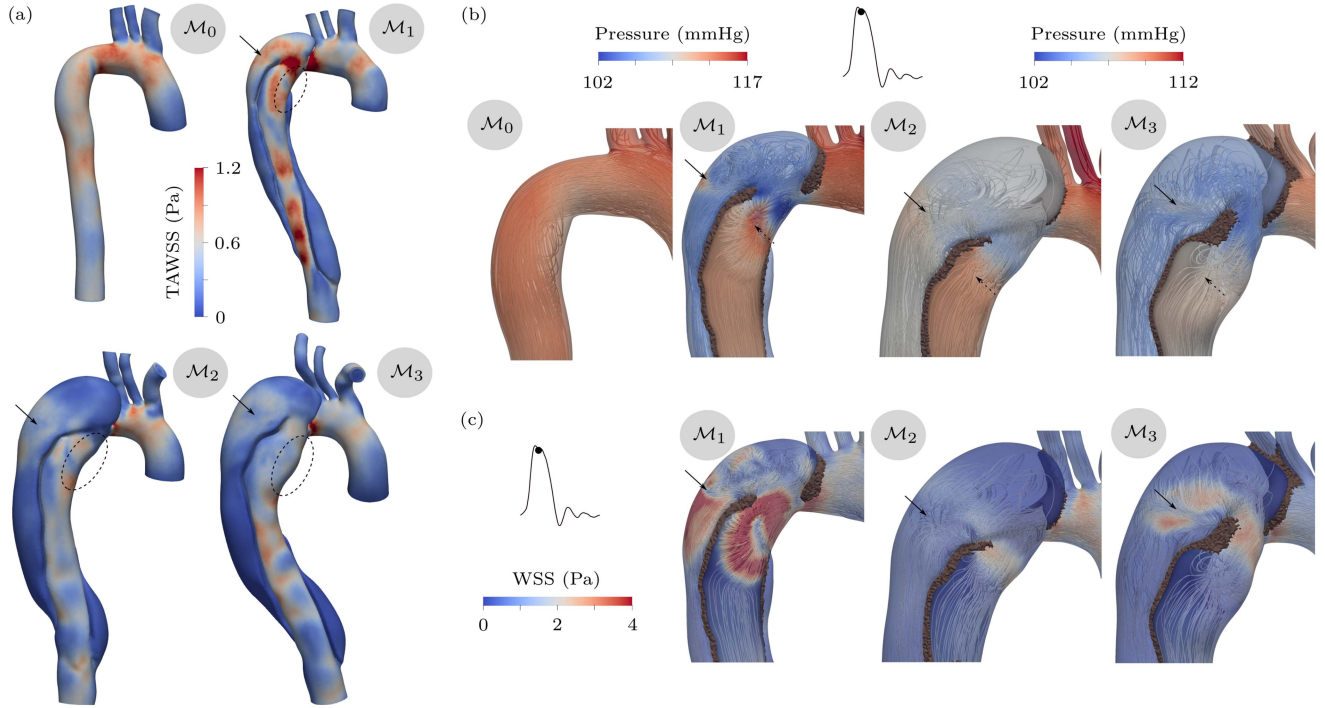 (a)
ℳ₀
ℳ₁
TAWSS (Pa)
1.2
0.6
0
ℳ₂
ℳ₃
(b)
Pressure (mmHg)
102
117
Pressure (mmHg)
102
112
ℳ₀
ℳ₁
ℳ₂
ℳ₃
(c)
WSS (Pa)
0
2
4
ℳ₁
ℳ₂
ℳ₃